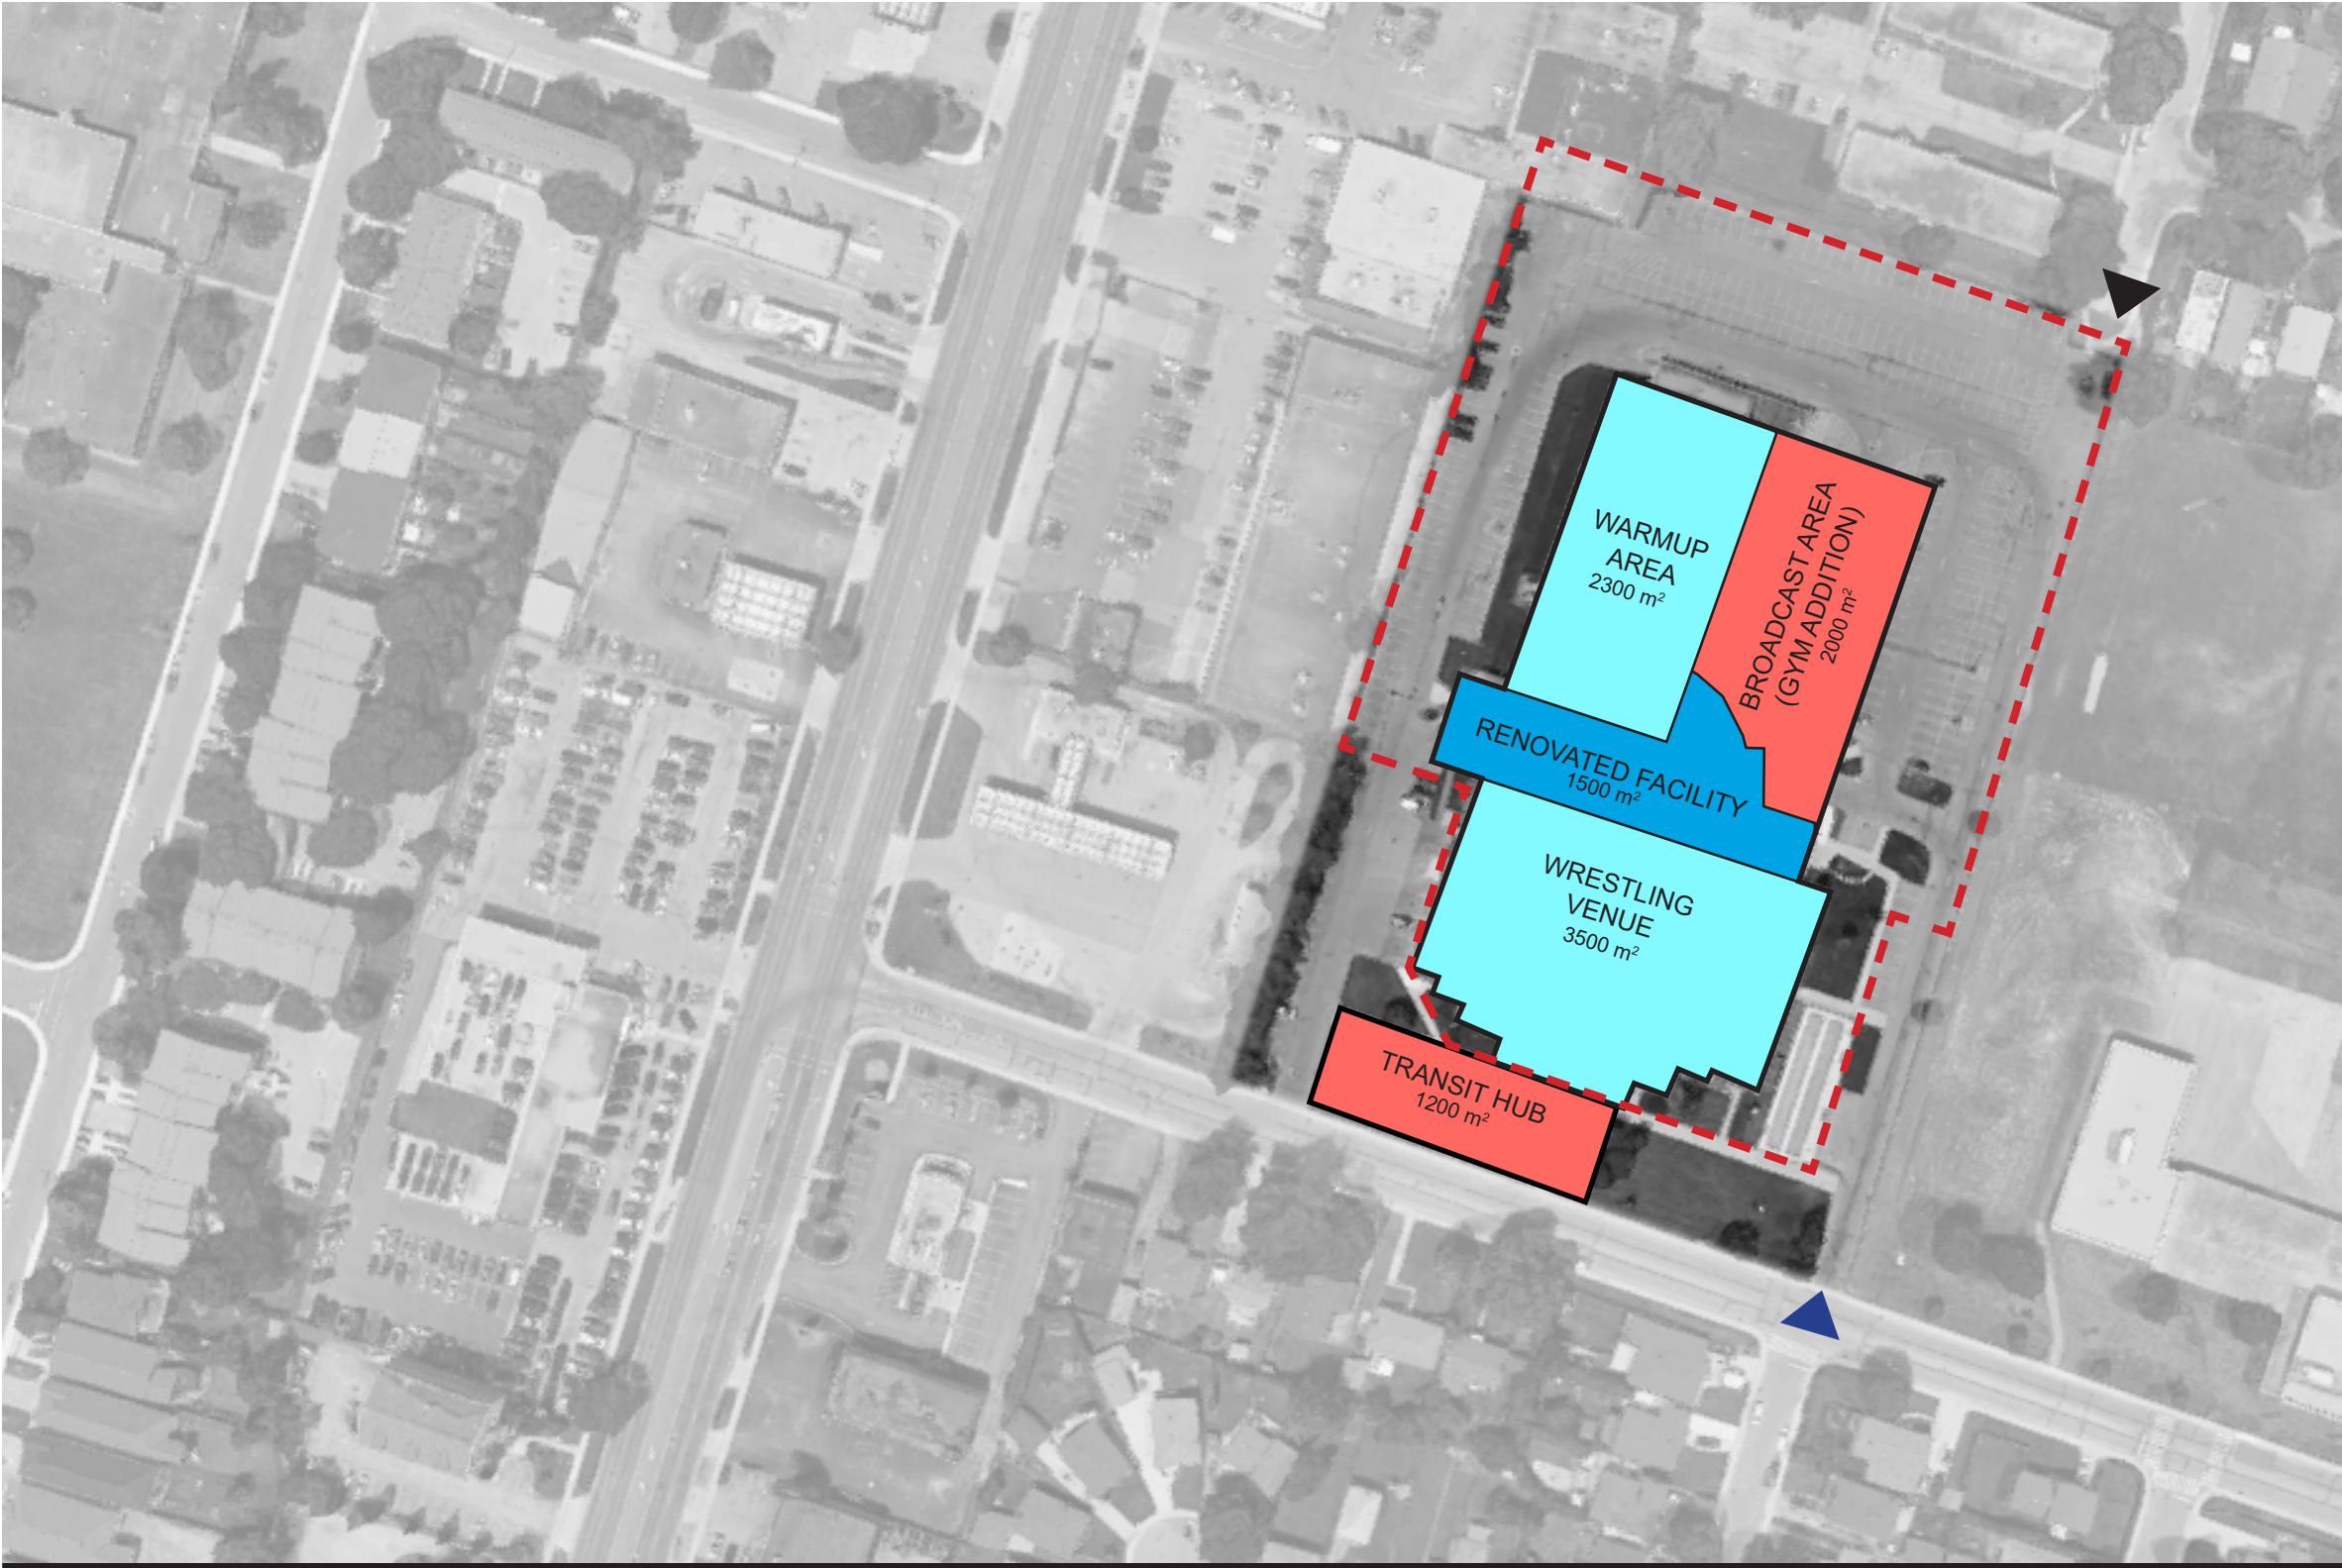 WARMUP
AREA
2300 m²
BROADCAST AREA
(GYM ADDITION)
2000 m²
RENOVATED FACILITY
1500 m²
WRESTLING
VENUE
3500 m²
TRANSIT HUB
1200 m²